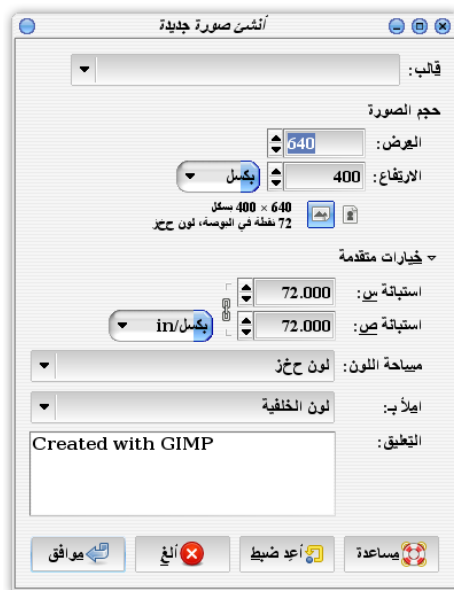 أنشئ صورة جديدة
قالب:
حجم الصورة
العرض: 640
الارتفاع: 400 بكسل
640 × 400 بسكل
72 نقطة في البوصة، لون حخز
خيارات متقدمة
استبانة س: 72.000
استبانة ص: 72.000 بكسل/in
مساحة اللون: لون حخز
املأ بـ: لون الخلفية
التعليق:
Created with GIMP
مساعدة أعد ضبط ألغ موافق